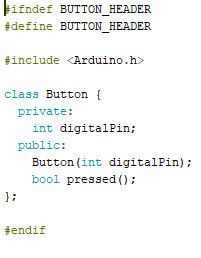 #ifndef BUTTON_HEADER
#define BUTTON_HEADER
#include <Arduino.h>
class Button {
private:
int digitalPin;
public:
Button(int digitalPin);
bool pressed();
};
#endif